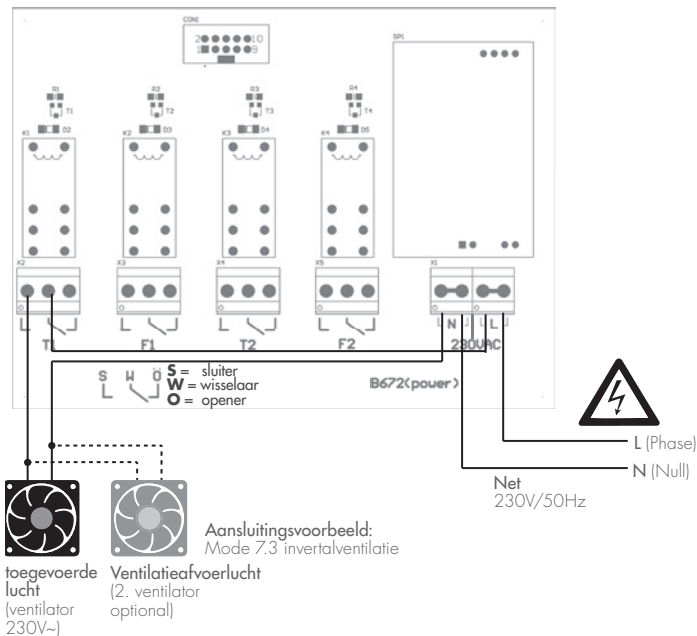 CON1
2 10
1 9
SP1
R1
T1
R2
T2
R3
T3
R4
T4
K1 D2
K2 D3
K3 D4
K4 D5
X2
X3
X4
X5
X1
T1
F1
T2
F2
N L
230VAC
S W Ö
S = sluiter
W = wisselaar
O = opener
B672(power)
L (Phase)
N (Null)
Net
230V/50Hz
Aansluitingsvoorbeeld:
Mode 7.3 invertalventilatie
toegevoerde
lucht
(ventilator
230V~)
Ventilatieafvoerlucht
(2. ventilator
optional)